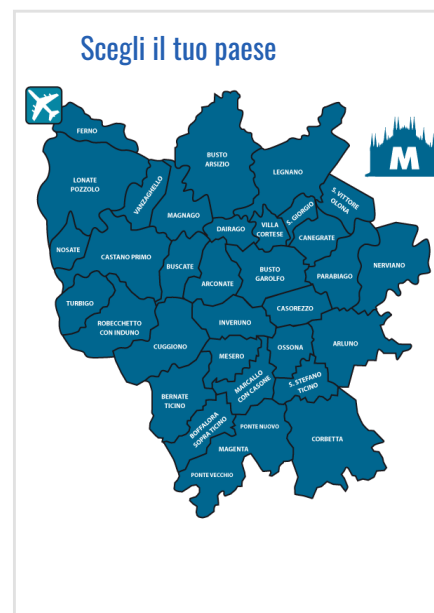 Scegli il tuo paese
FERNO
BUSTO
ARSIZIO
LEGNANO
M
LONATE
POZZOLO
VANZAGHELLO
S. VITTORE
OLONA
MAGNAGO
S. GIORGIO
DAIRAGO
VILLA
CORTESE
CANEGRATE
NOSATE
CASTANO PRIMO
BUSCATE
ARCONATE
BUSTO
GAROLFO
PARABIAGO
NERVIANO
TURBIGO
CASOREZZO
ROBECCHETTO
CON INDUNO
INVERUNO
CUGGIONO
MESERO
OSSONA
ARLUNO
MARCALLO
CON CASONE
S. STEFANO
TICINO
BERNATE
TICINO
BOFFALORA
SOPRA TICINO
PONTE NUOVO
MAGENTA
CORBETTA
PONTE VECCHIO